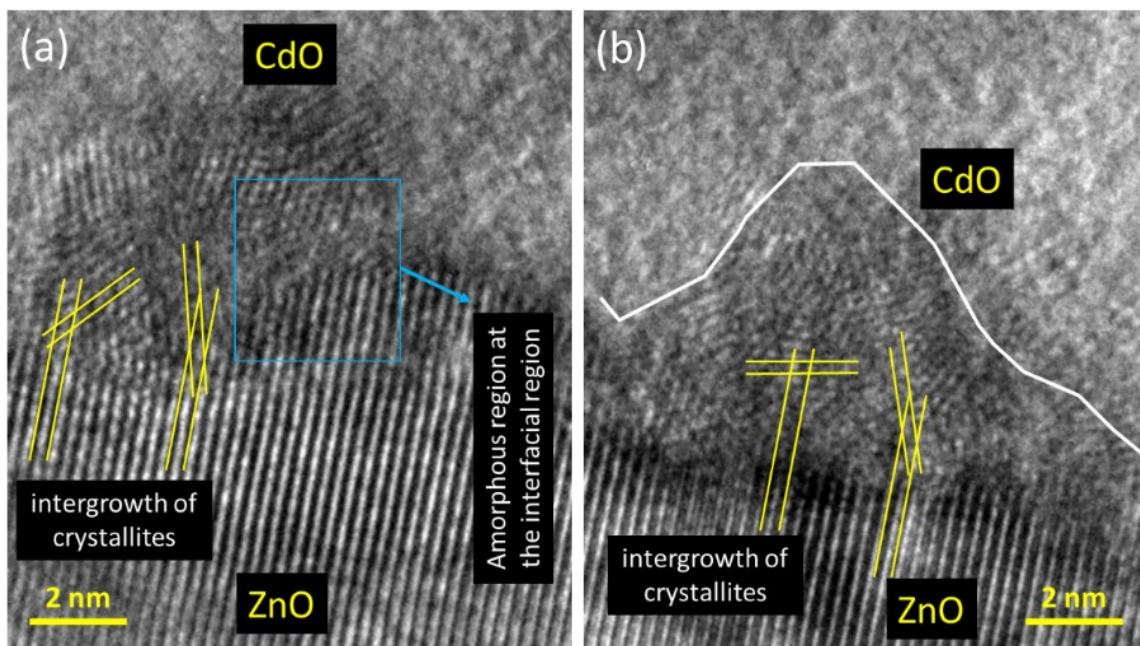 (a)
CdO
Amorphous region at
the interfacial region
intergrowth of
crystallites
2 nm
ZnO
(b)
CdO
intergrowth of
crystallites
ZnO
2 nm